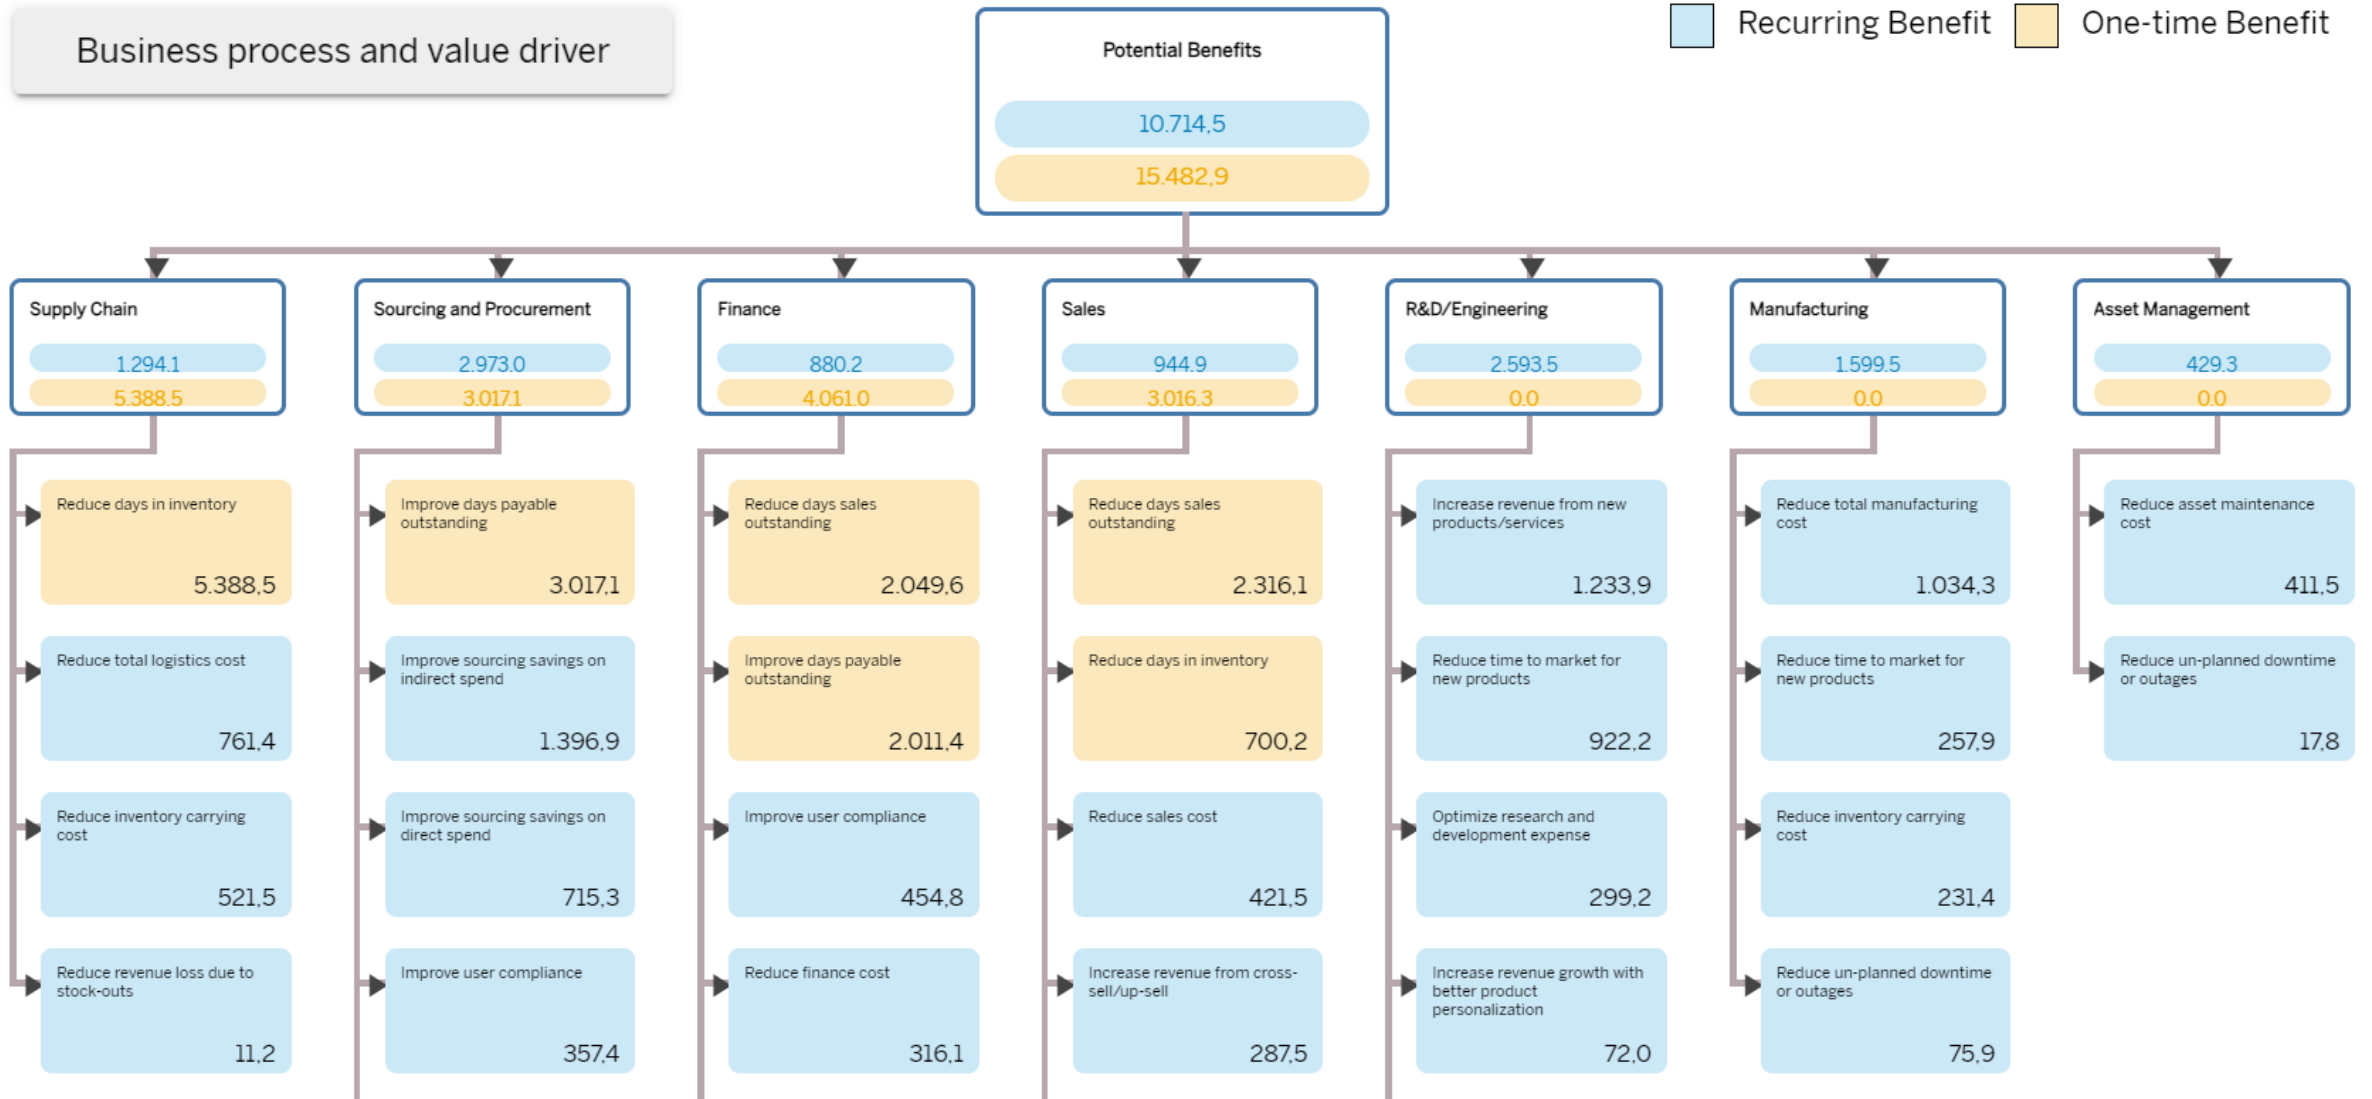 Business process and value driver
Potential Benefits
10.714,5
15.482,9
Recurring Benefit
One-time Benefit
Supply Chain
1.294.1
5.388.5
Sourcing and Procurement
2.973.0
3.017.1
Finance
880.2
4.061.0
Sales
944.9
3.016.3
R&D/Engineering
2.593.5
0.0
Manufacturing
1.599.5
0.0
Asset Management
429.3
0.0
Reduce days in inventory
5.388,5
Reduce total logistics cost
761,4
Reduce inventory carrying
cost
521,5
Reduce revenue loss due to
stock-outs
11,2
Improve days payable
outstanding
3.017,1
Improve sourcing savings on
indirect spend
1.396,9
Improve sourcing savings on
direct spend
715,3
Improve user compliance
357,4
Reduce days sales
outstanding
2.049,6
Improve days payable
outstanding
2.011,4
Improve user compliance
454,8
Reduce finance cost
316,1
Reduce days sales
outstanding
2.316,1
Reduce days in inventory
700,2
Reduce sales cost
421,5
Increase revenue from cross-
sell/up-sell
287,5
Increase revenue from new
products/services
1.233,9
Reduce time to market for
new products
922,2
Optimize research and
development expense
299,2
Increase revenue growth with
better product
personalization
72,0
Reduce total manufacturing
cost
1.034,3
Reduce time to market for
new products
257,9
Reduce inventory carrying
cost
231,4
Reduce un-planned downtime
or outages
75,9
Reduce asset maintenance
cost
411,5
Reduce un-planned downtime
or outages
17,8